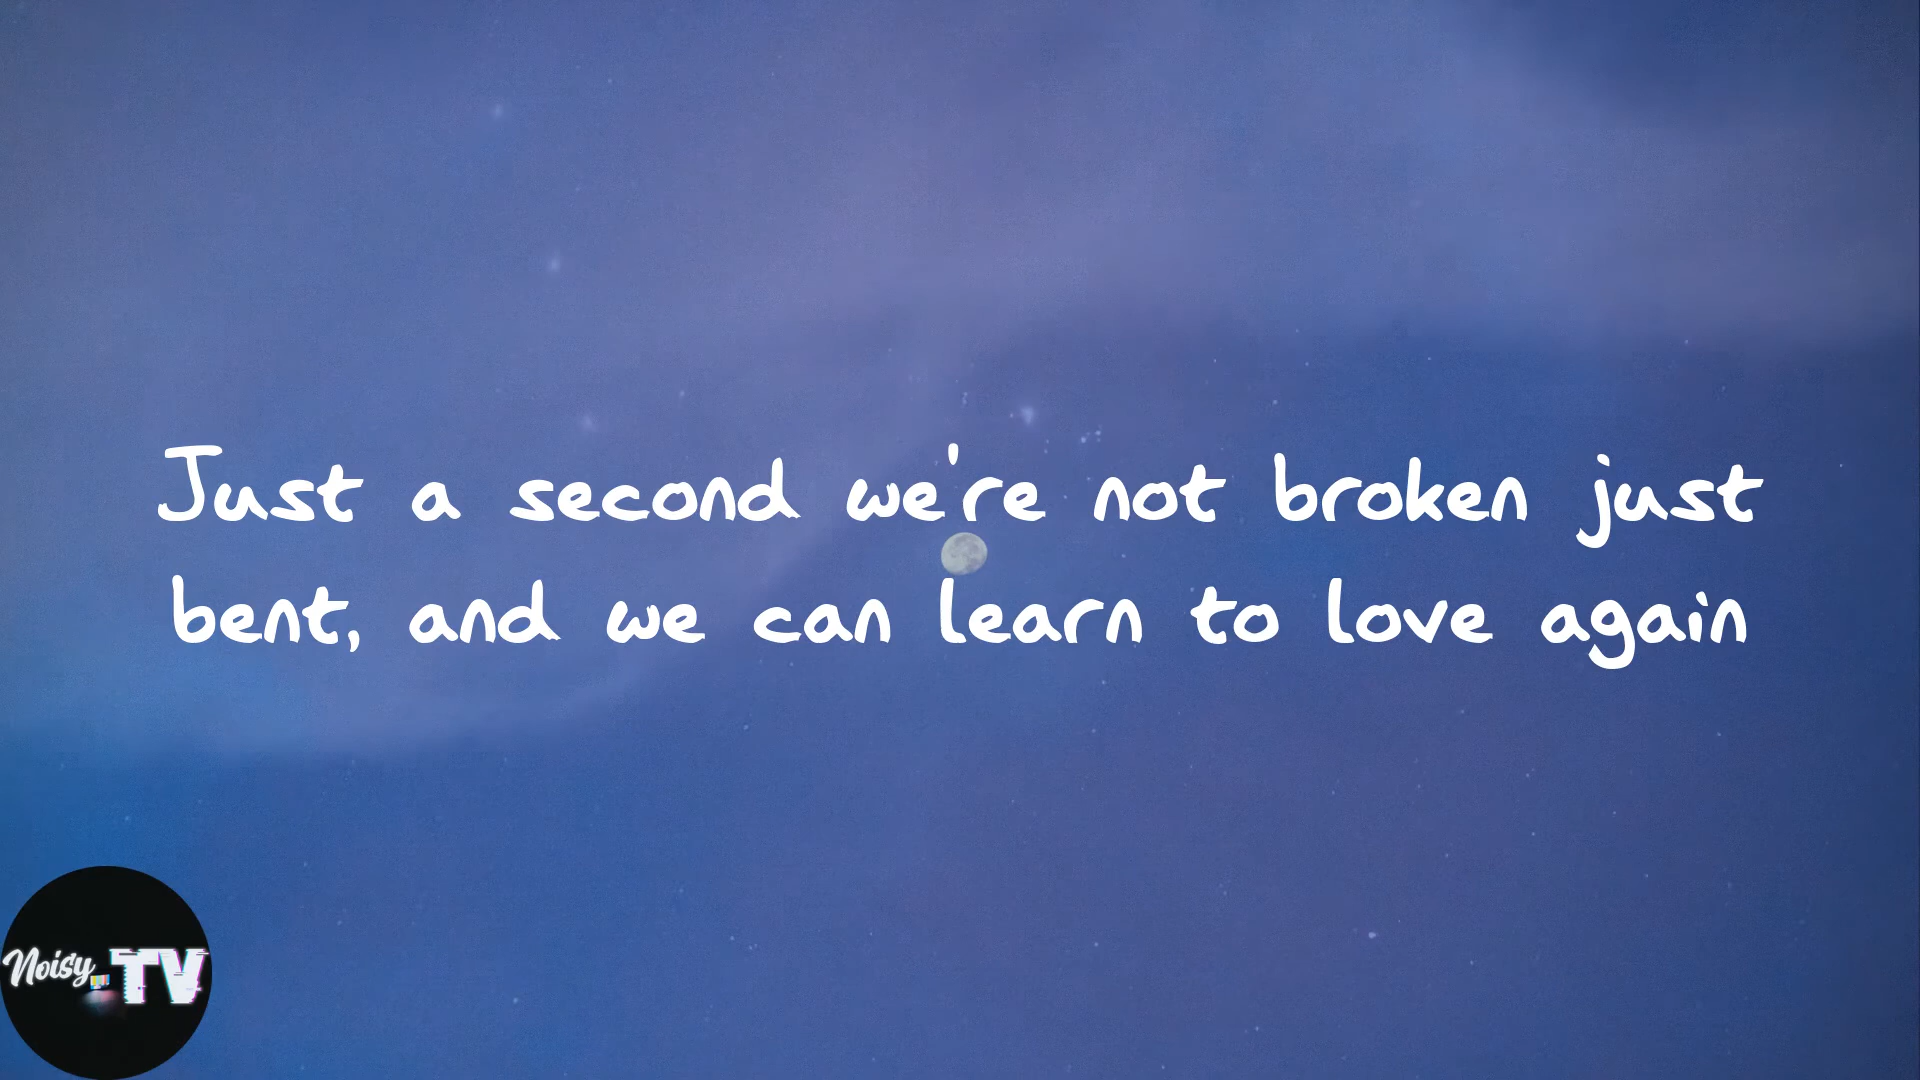 Just a second we're not broken just
bent, and we can learn to love again
Noisy TV